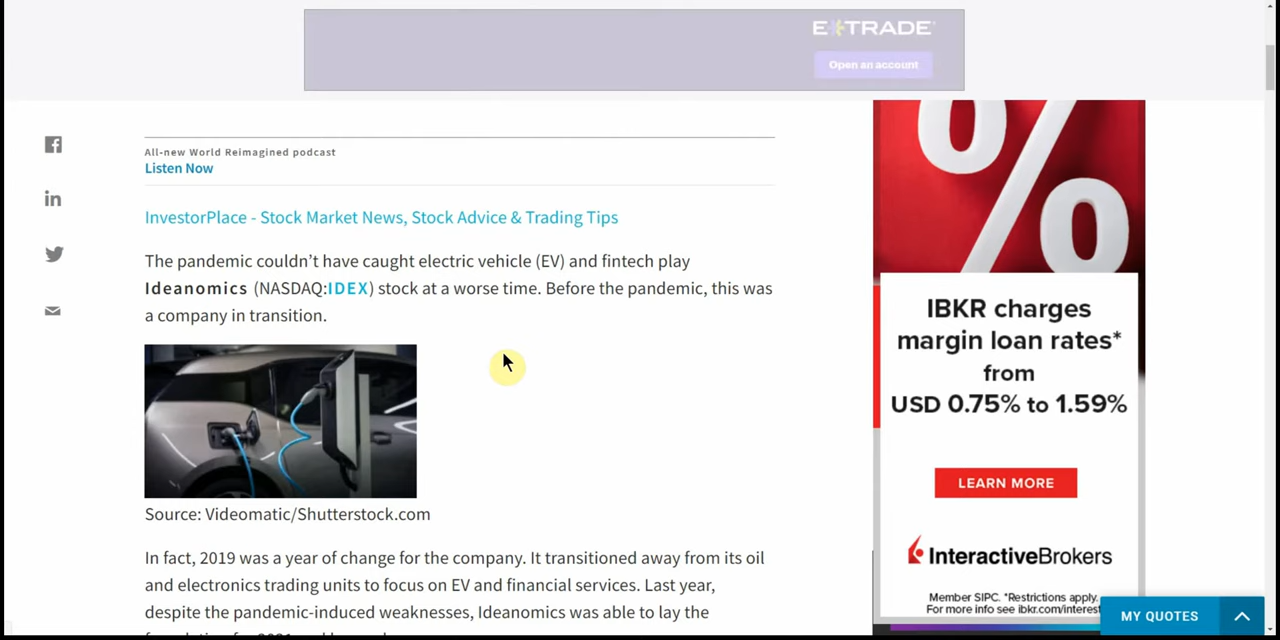 E*TRADE
Open an account
All-new World Reimagined podcast
Listen Now
InvestorPlace - Stock Market News, Stock Advice & Trading Tips
The pandemic couldn’t have caught electric vehicle (EV) and fintech play
Ideanomics (NASDAQ:IDEX) stock at a worse time. Before the pandemic, this was
a company in transition.
Source: Videomatic/Shutterstock.com
In fact, 2019 was a year of change for the company. It transitioned away from its oil
and electronics trading units to focus on EV and financial services. Last year,
despite the pandemic-induced weaknesses, Ideanomics was able to lay the
%
IBKR charges
margin loan rates*
from
USD 0.75% to 1.59%
LEARN MORE
InteractiveBrokers
Member SIPC. *Restrictions apply.
For more info see ibkr.com/interest
MY QUOTES